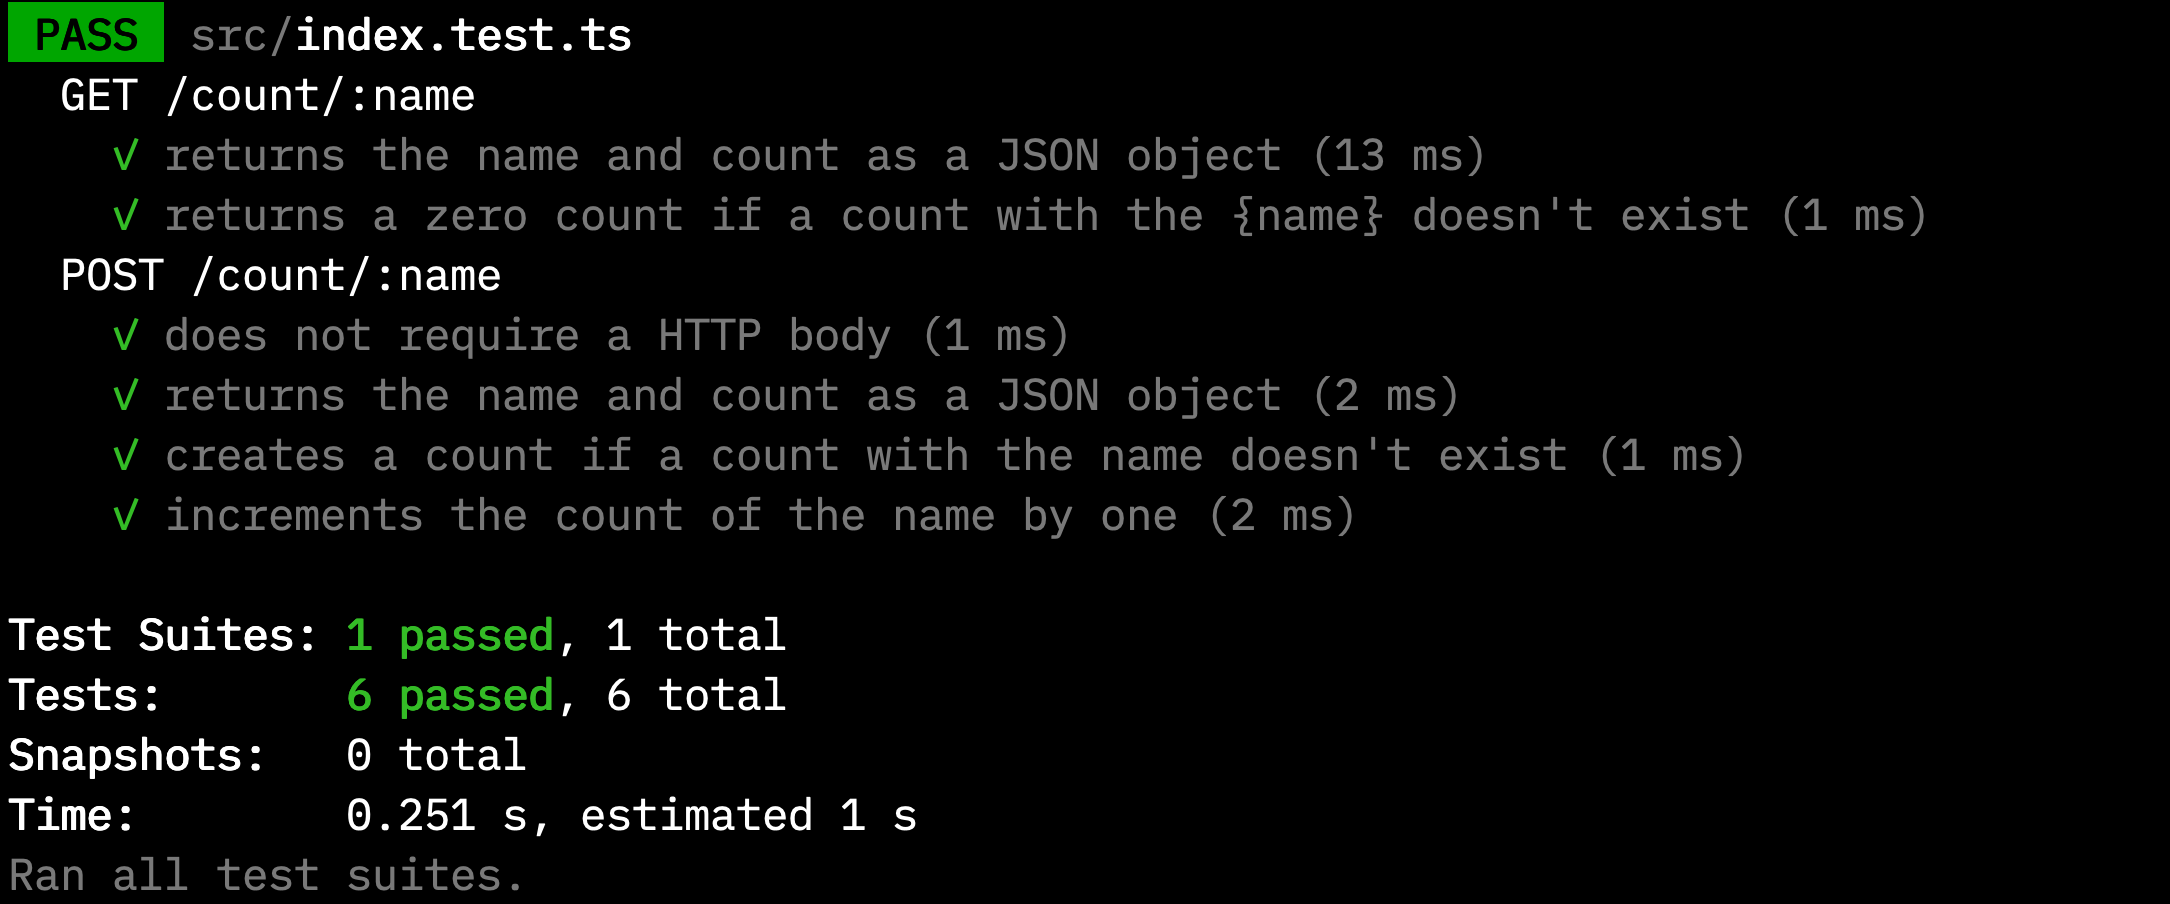 PASS src/index.test.ts
GET /count/:name
√ returns the name and count as a JSON object (13 ms)
√ returns a zero count if a count with the {name} doesn't exist (1 ms)
POST /count/:name
√ does not require a HTTP body (1 ms)
√ returns the name and count as a JSON object (2 ms)
√ creates a count if a count with the name doesn't exist (1 ms)
√ increments the count of the name by one (2 ms)
Test Suites: 1 passed, 1 total
Tests: 6 passed, 6 total
Snapshots: 0 total
Time: 0.251 s, estimated 1 s
Ran all test suites.